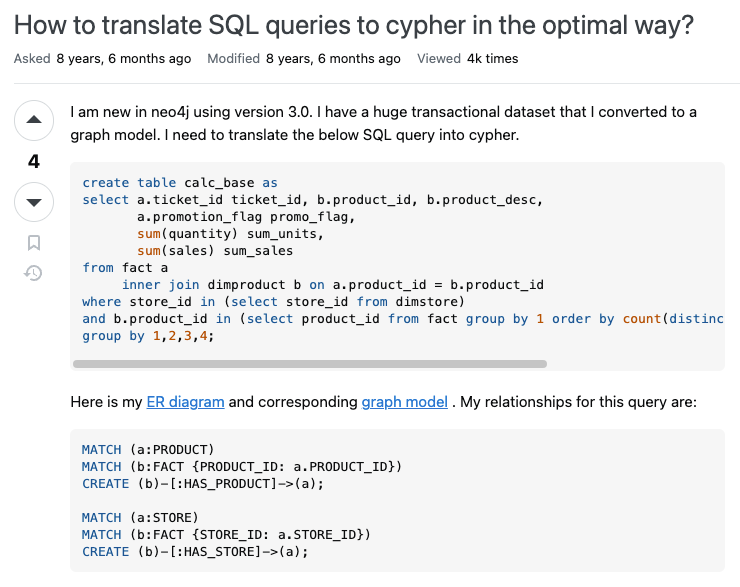 How to translate SQL queries to cypher in the optimal way?
Asked 8 years, 6 months ago Modified 8 years, 6 months ago Viewed 4k times
I am new in neo4j using version 3.0. I have a huge transactional dataset that I converted to a
graph model. I need to translate the below SQL query into cypher.
4
create table calc_base as
select a.ticket_id ticket_id, b.product_id, b.product_desc,
       a.promotion_flag promo_flag,
       sum(quantity) sum_units,
       sum(sales) sum_sales
from fact a
     inner join dimproduct b on a.product_id = b.product_id
where store_id in (select store_id from dimstore)
and b.product_id in (select product_id from fact group by 1 order by count(distinc
group by 1,2,3,4;
Here is my ER diagram and corresponding graph model . My relationships for this query are:
MATCH (a:PRODUCT)
MATCH (b:FACT {PRODUCT_ID: a.PRODUCT_ID})
CREATE (b)-[:HAS_PRODUCT]->(a);
MATCH (a:STORE)
MATCH (b:FACT {STORE_ID: a.STORE_ID})
CREATE (b)-[:HAS_STORE]->(a);